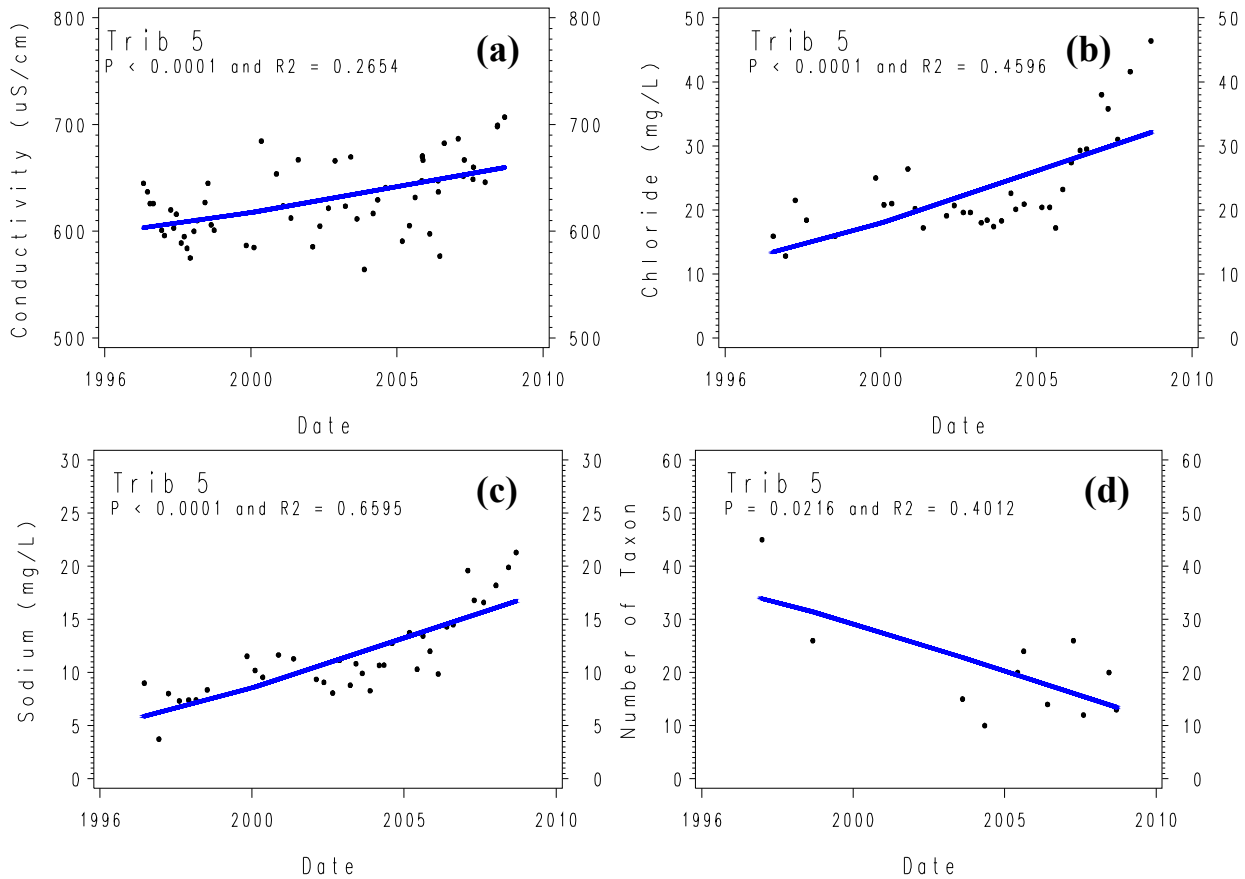 (a)
Trib 5
P < 0.0001 and R2 = 0.2654
Conductivity (uS/cm)
800 800
700 700
600 600
500 500
1996 2000 2005 2010
Date
(b)
Trib 5
P < 0.0001 and R2 = 0.4596
Chloride (mg/L)
50 50
40 40
30 30
20 20
10 10
0 0
1996 2000 2005 2010
Date
(c)
Trib 5
P < 0.0001 and R2 = 0.6595
Sodium (mg/L)
30 30
25 25
20 20
15 15
10 10
5 5
0 0
1996 2000 2005 2010
Date
(d)
Trib 5
P = 0.0216 and R2 = 0.4012
Number of Taxon
60 60
50 50
40 40
30 30
20 20
10 10
0 0
1996 2000 2005 2010
Date